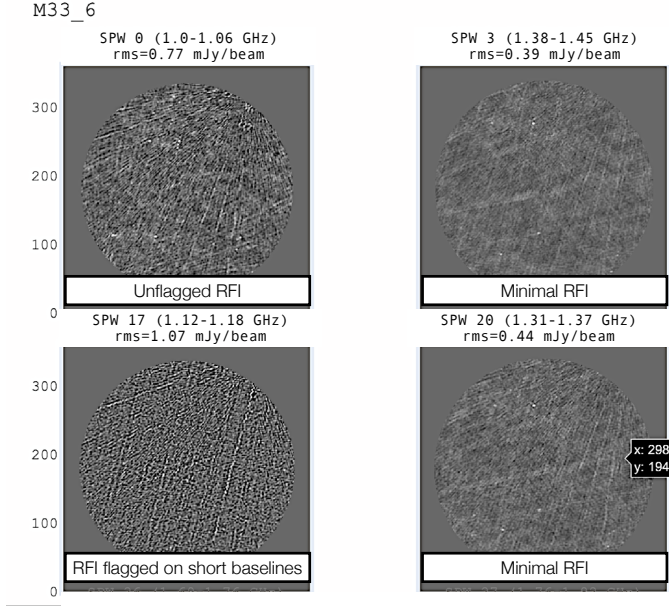 M33_6
SPW 0 (1.0-1.06 GHz)
rms=0.77 mJy/beam
SPW 3 (1.38-1.45 GHz)
rms=0.39 mJy/beam
300
200
100
0
Unflagged RFI
Minimal RFI
SPW 17 (1.12-1.18 GHz)
rms=1.07 mJy/beam
SPW 20 (1.31-1.37 GHz)
rms=0.44 mJy/beam
300
200
100
0
x: 298
y: 194
RFI flagged on short baselines
Minimal RFI